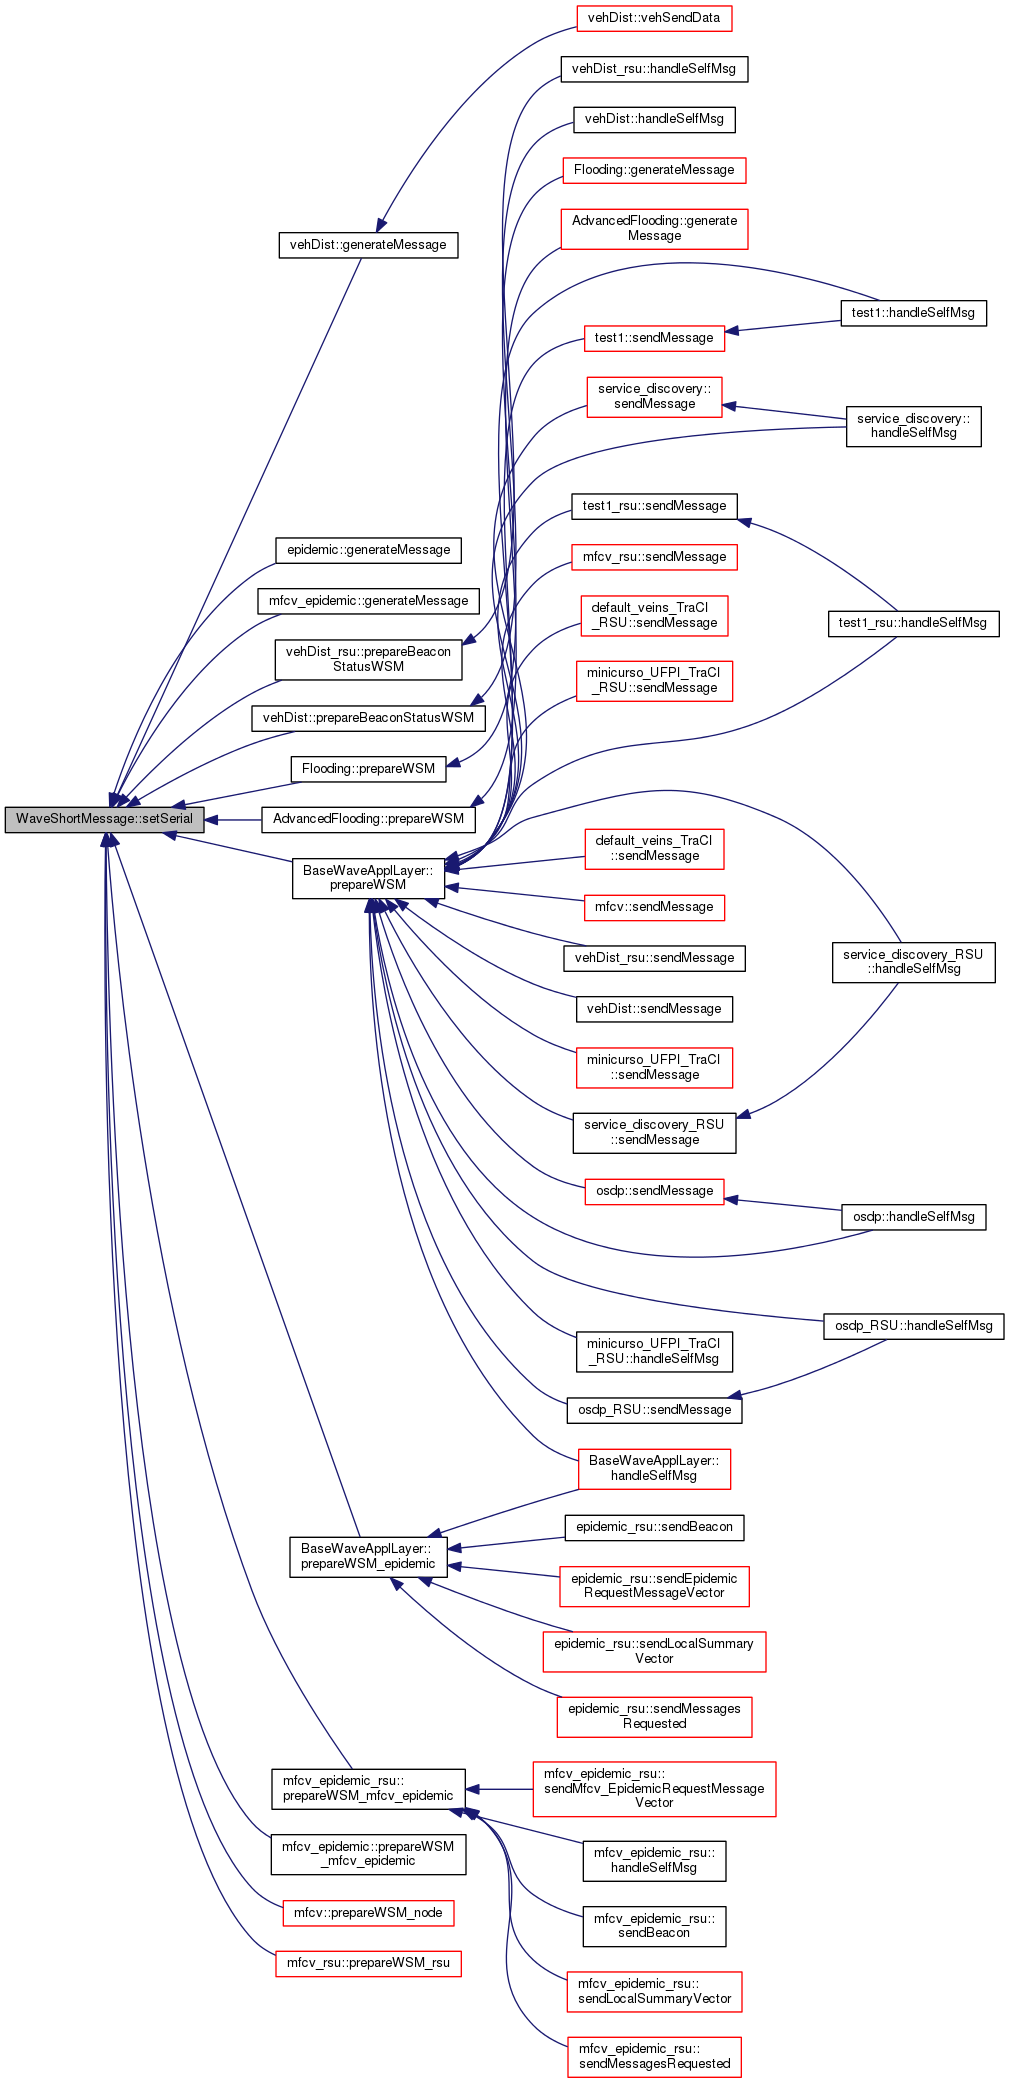 vehDist::vehSendData
vehDist_rsu::handleSelfMsg
vehDist::handleSelfMsg
Flooding::generateMessage
AdvancedFlooding::generate
Message
vehDist::generateMessage
test1::handleSelfMsg
test1::sendMessage
service_discovery::
sendMessage
service_discovery::
handleSelfMsg
test1_rsu::sendMessage
epidemic::generateMessage
mfcv_rsu::sendMessage
mfcv_epidemic::generateMessage
default_veins_TraCI
_RSU::sendMessage
test1_rsu::handleSelfMsg
vehDist_rsu::prepareBeacon
StatusWSM
minicurso_UFPI_TraCI
_RSU::sendMessage
vehDist::prepareBeaconStatusWSM
Flooding::prepareWSM
WaveShortMessage::setSerial
AdvancedFlooding::prepareWSM
default_veins_TraCI
::sendMessage
BaseWaveApplLayer::
prepareWSM
mfcv::sendMessage
vehDist_rsu::sendMessage
service_discovery_RSU
::handleSelfMsg
vehDist::sendMessage
minicurso_UFPI_TraCI
::sendMessage
service_discovery_RSU
::sendMessage
osdp::sendMessage
osdp::handleSelfMsg
osdp_RSU::handleSelfMsg
minicurso_UFPI_TraCI
_RSU::handleSelfMsg
osdp_RSU::sendMessage
BaseWaveApplLayer::
handleSelfMsg
epidemic_rsu::sendBeacon
BaseWaveApplLayer::
prepareWSM_epidemic
epidemic_rsu::sendEpidemic
RequestMessageVector
epidemic_rsu::sendLocalSummary
Vector
epidemic_rsu::sendMessages
Requested
mfcv_epidemic_rsu::
prepareWSM_mfcv_epidemic
mfcv_epidemic_rsu::
sendMfcv_EpidemicRequestMessage
Vector
mfcv_epidemic::prepareWSM
_mfcv_epidemic
mfcv_epidemic_rsu::
handleSelfMsg
mfcv::prepareWSM_node
mfcv_epidemic_rsu::
sendBeacon
mfcv_rsu::prepareWSM_rsu
mfcv_epidemic_rsu::
sendLocalSummaryVector
mfcv_epidemic_rsu::
sendMessagesRequested